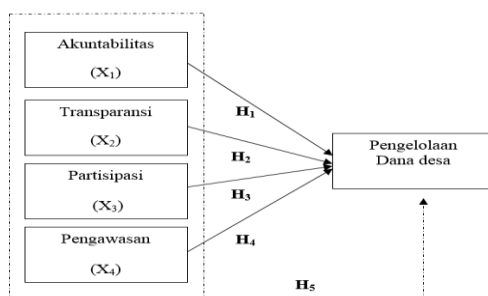 Akuntabilitas
(X₁)
H₁
Transparansi
(X₂)
H₂
Pengelolaan
Dana desa
Partisipasi
(X₃)
H₃
Pengawasan
(X₄)
H₄
H₅